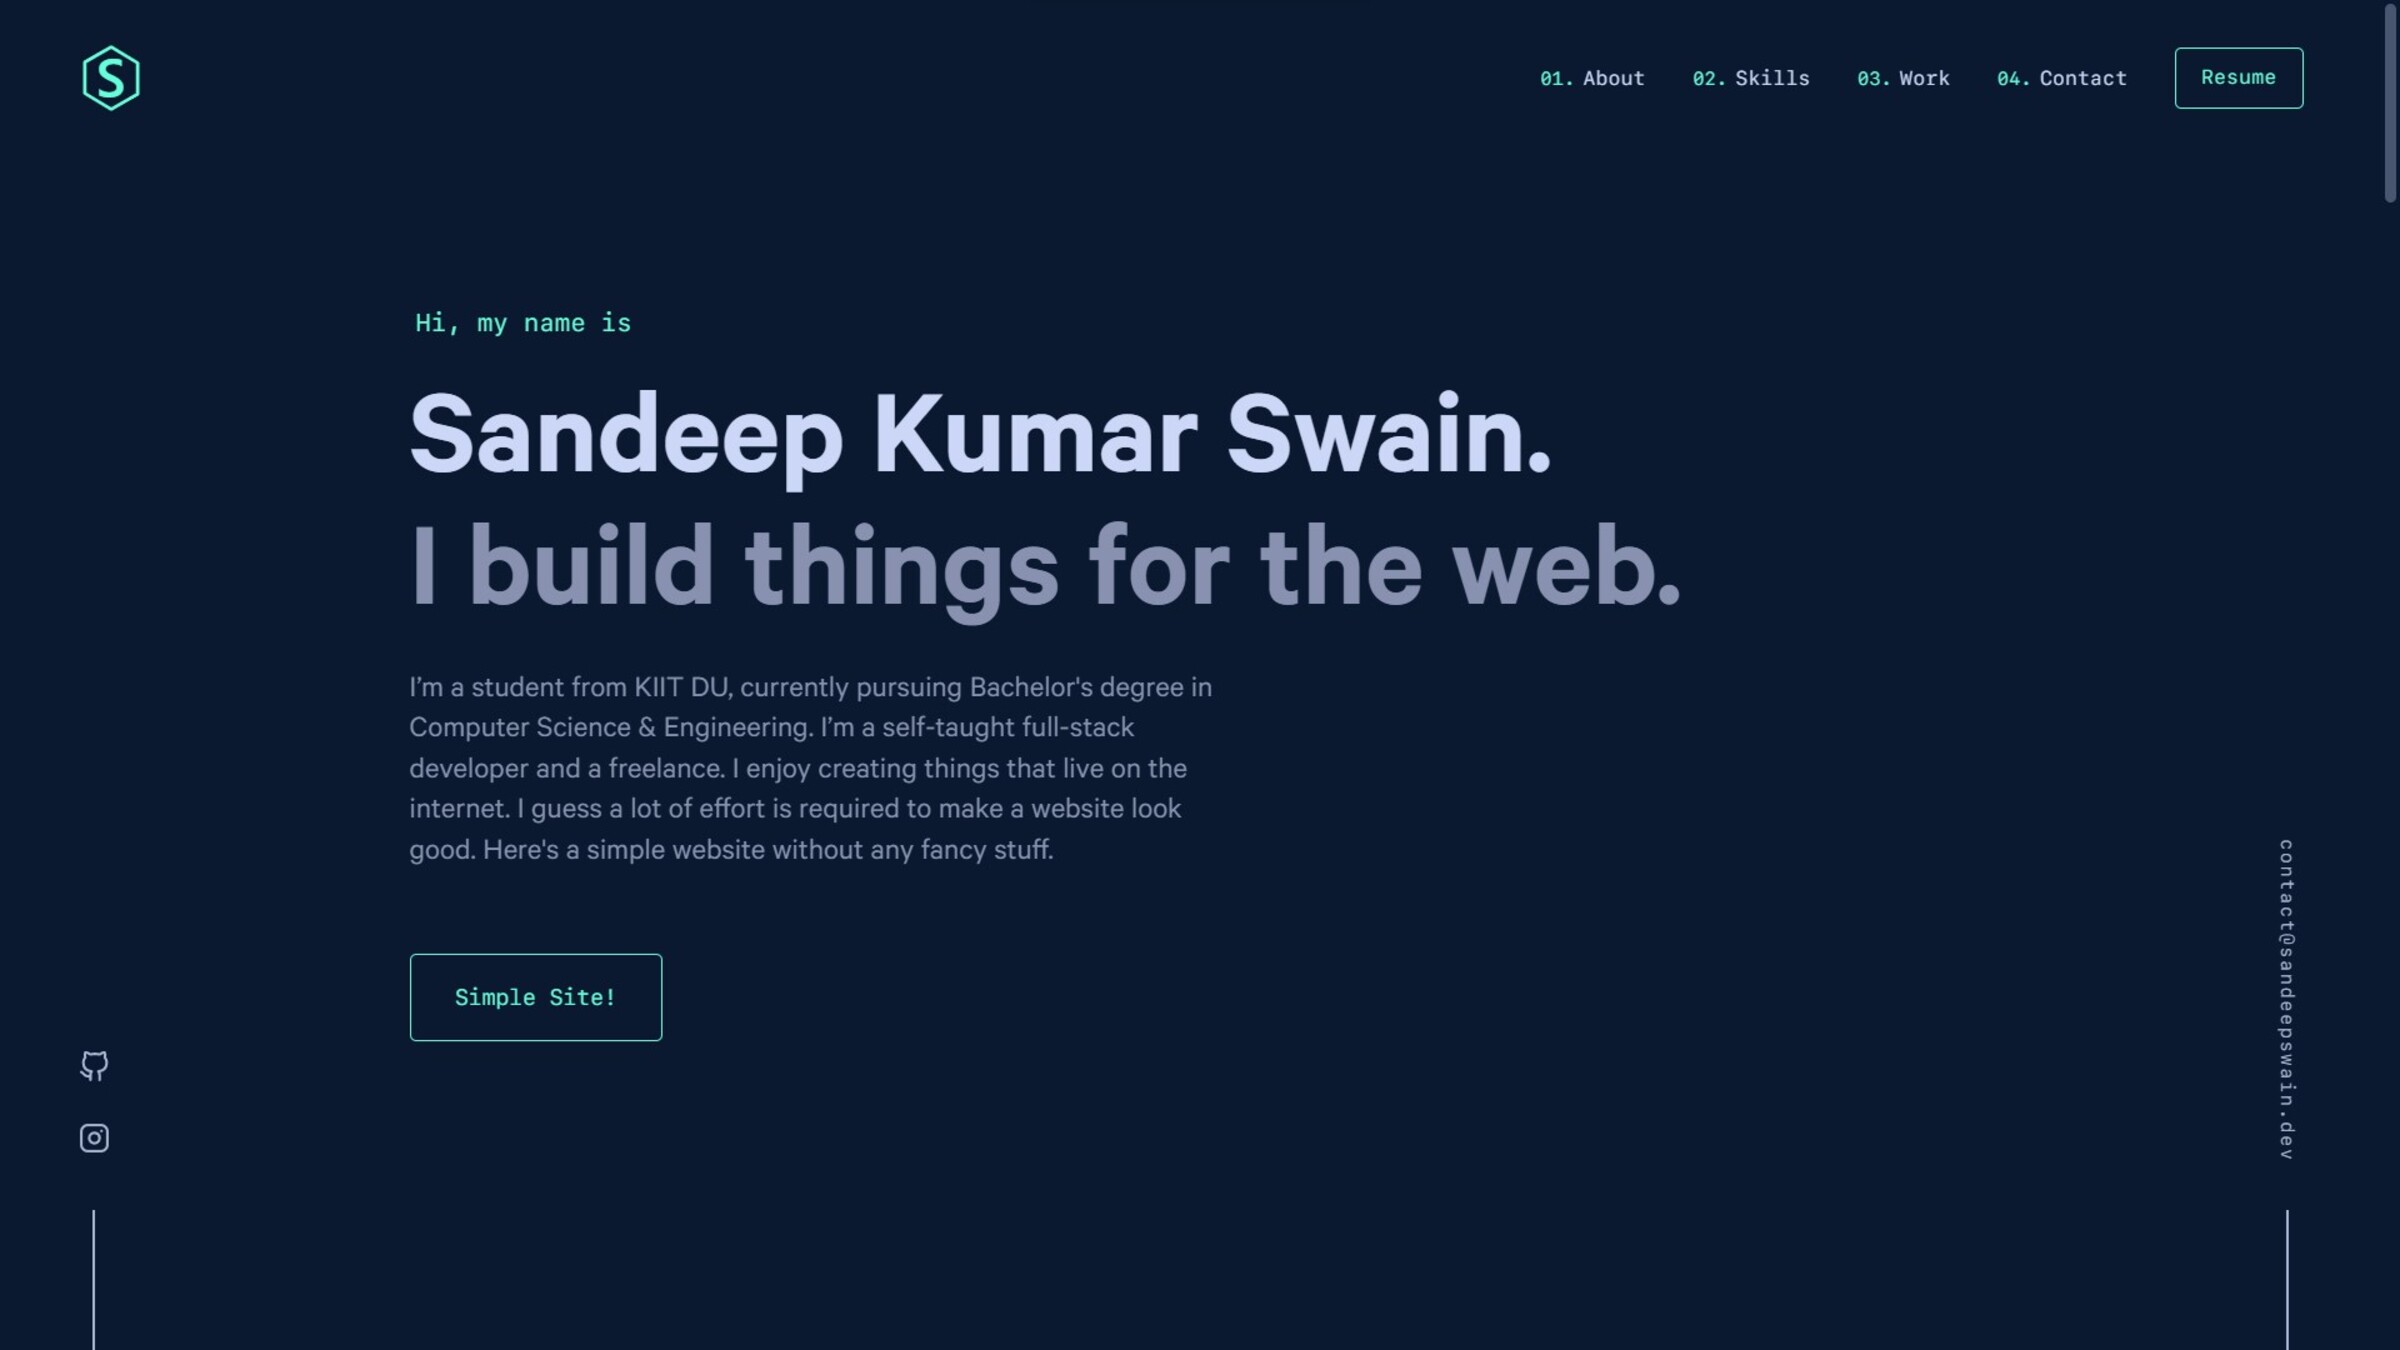 S
01. About 02. Skills 03. Work 04. Contact Resume
Hi, my name is
Sandeep Kumar Swain.
I build things for the web.
I’m a student from KIIT DU, currently pursuing Bachelor's degree in
Computer Science & Engineering. I’m a self-taught full-stack
developer and a freelance. I enjoy creating things that live on the
internet. I guess a lot of effort is required to make a website look
good. Here's a simple website without any fancy stuff.
Simple Site!
contact@sandeepswain.dev